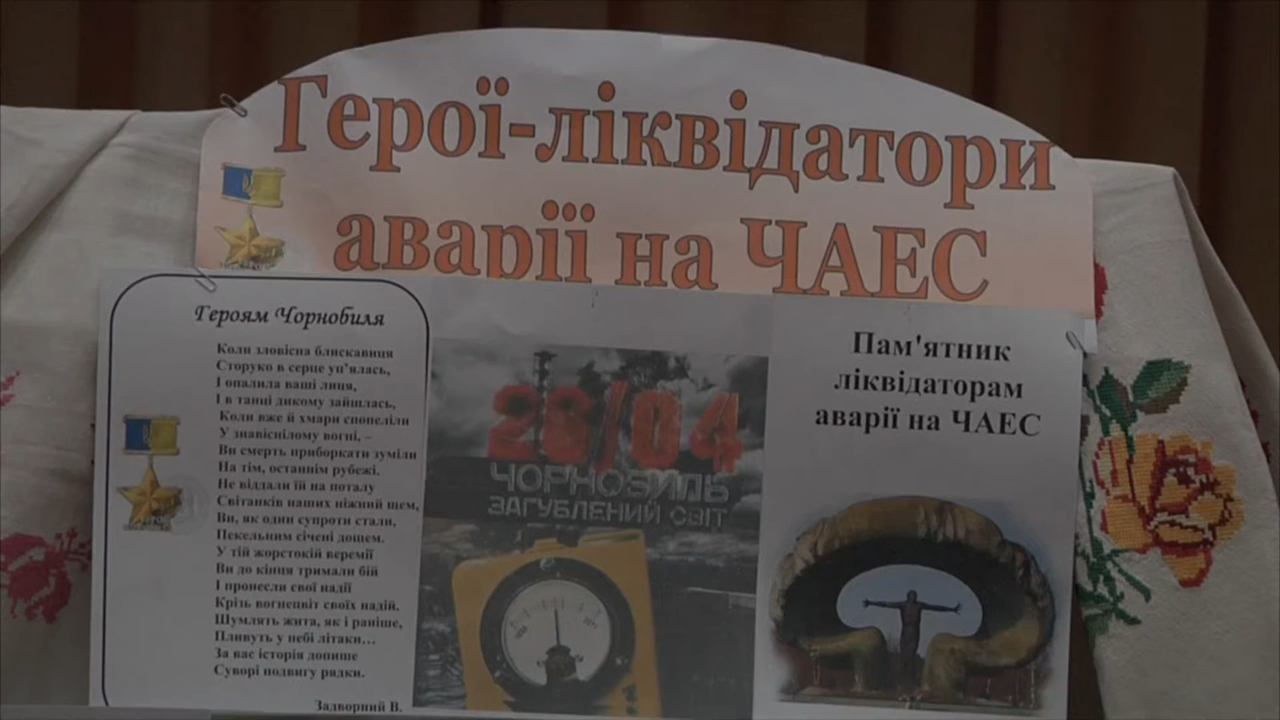 Герої-ліквідатори
аварії на ЧАЕС
Героям Чорнобиля
Коли зловісна блискавиця
Сторуко в серце уп'ялась,
І опалила ваші лиця,
І в танці дикому зайшлась,
Коли вже й хмари спопеліли
У знавіснілому вогні, –
Ви смерть приборкати зуміли
На тім, останнім рубежі.
Не віддали їй на поталу
Світанків наших ніжний щем,
Ви, як один супроти стали,
Пекельним січені дощем.
У тій жорстокій веремії
Ви до кінця тримали бій
І пронесли свої надії
Крізь вогнецвіт своїх надій.
Шумлять жита, як і раніше,
Пливуть у небі літаки...
За вас історія допише
Суворі подвигу рядки.
Задворний В.
26/04
ЧОРНОБИЛЬ
ЗАГУБЛЕНИЙ СВІТ
Пам'ятник
ліквідаторам
аварії на ЧАЕС